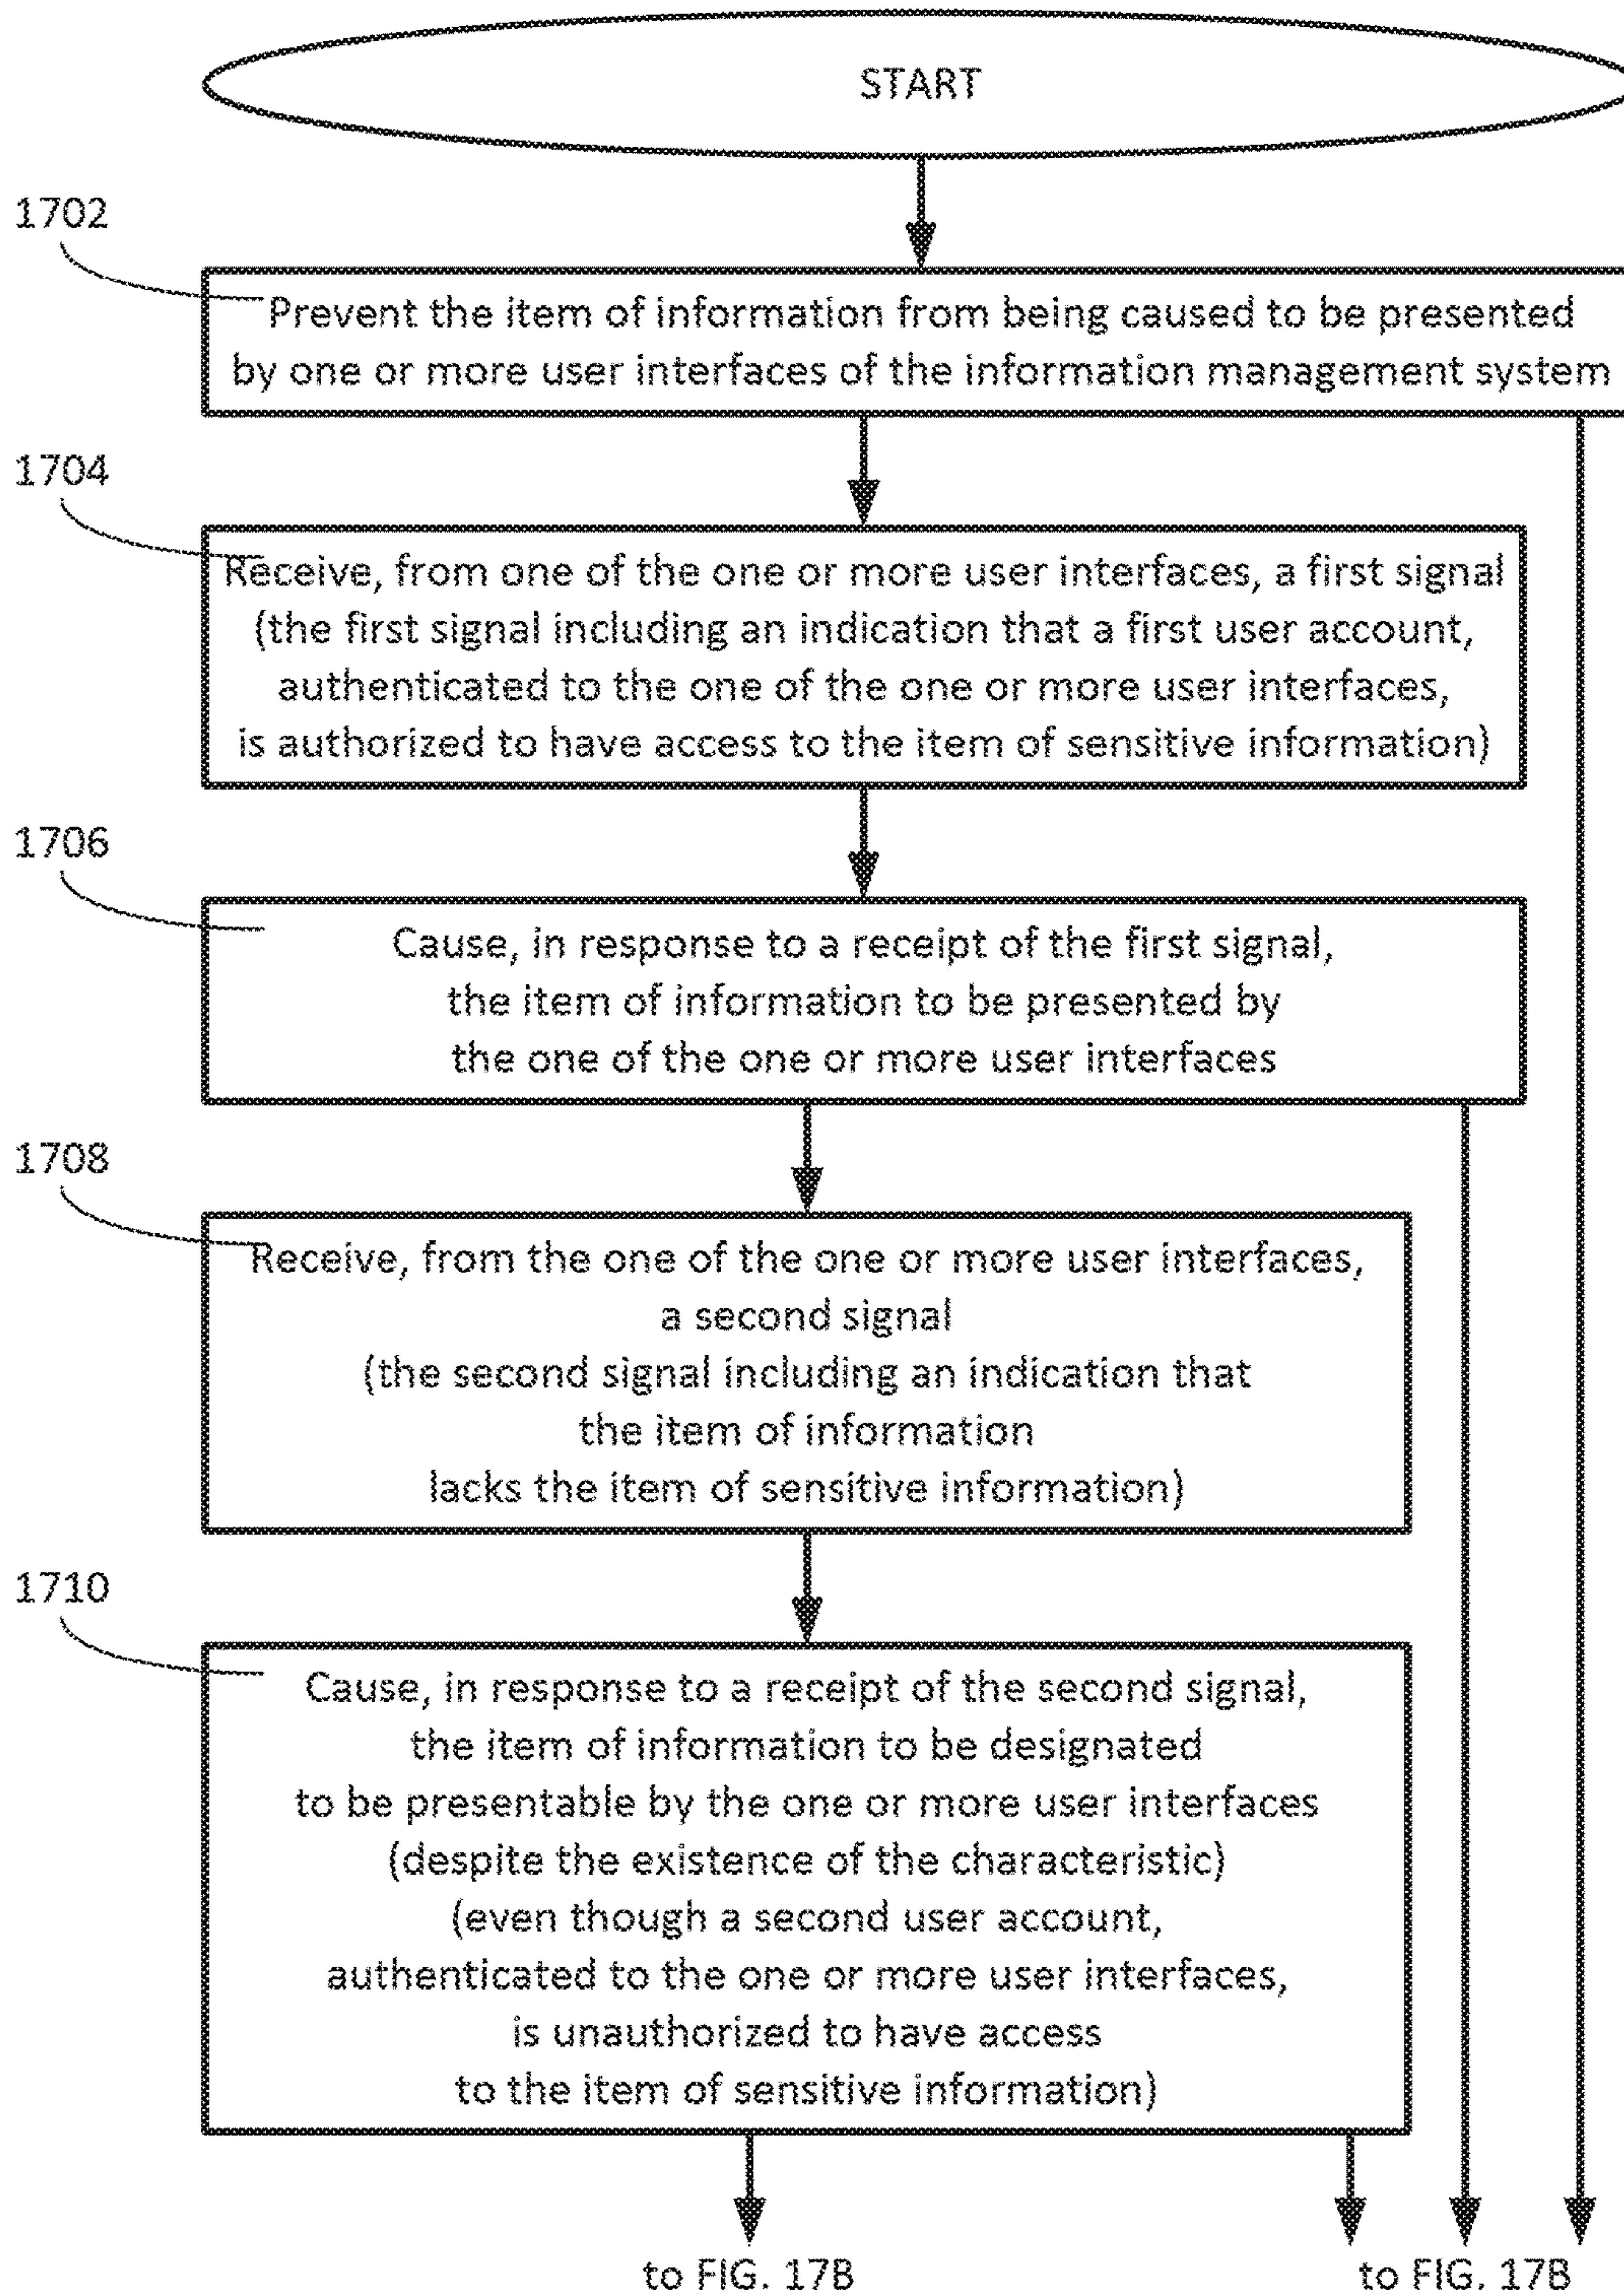 START
1702
Prevent the item of information from being caused to be presented
by one or more user interfaces of the information management system
1704
Receive, from one of the one or more user interfaces, a first signal
(the first signal including an indication that a first user account,
authenticated to the one of the one or more user interfaces,
is authorized to have access to the item of sensitive information)
1706
Cause, in response to a receipt of the first signal,
the item of information to be presented by
the one of the one or more user interfaces
1708
Receive, from the one of the one or more user interfaces,
a second signal
(the second signal including an indication that
the item of information
lacks the item of sensitive information)
1710
Cause, in response to a receipt of the second signal,
the item of information to be designated
to be presentable by the one or more user interfaces
(despite the existence of the characteristic)
(even though a second user account,
authenticated to the one or more user interfaces,
is unauthorized to have access
to the item of sensitive information)
to FIG. 17B
to FIG. 17B